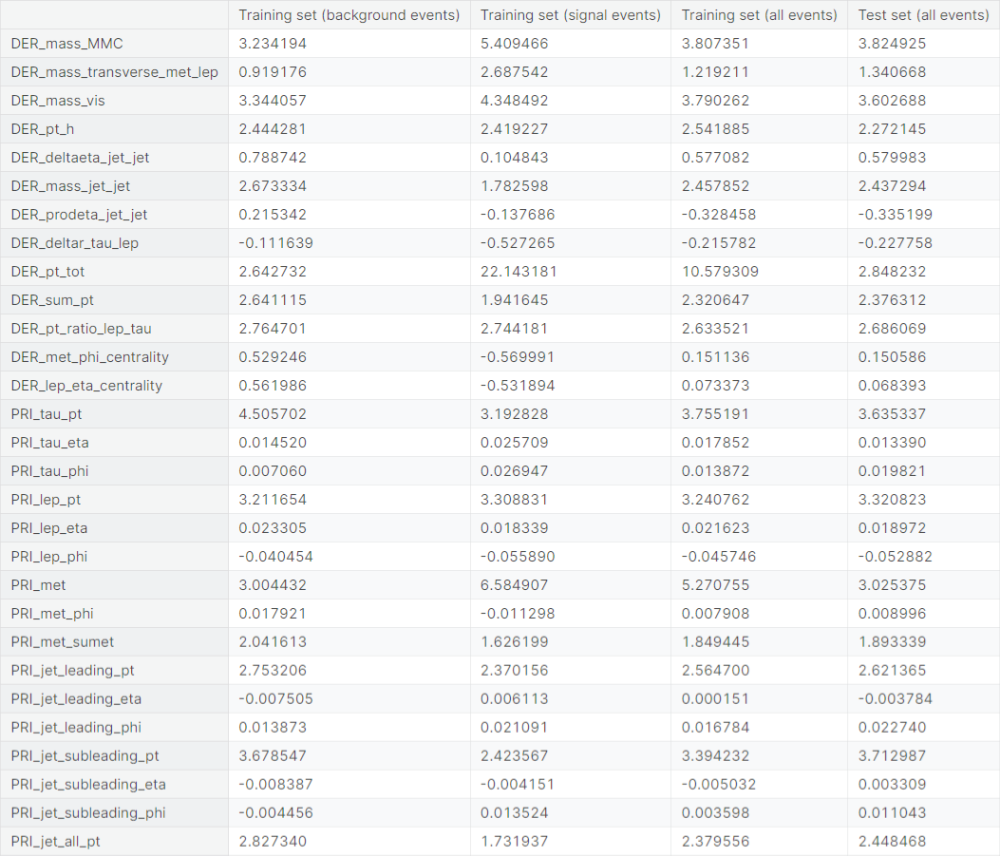 Training set (background events) Training set (signal events) Training set (all events) Test set (all events)
DER_mass_MMC 3.234194 5.409466 3.807351 3.824925
DER_mass_transverse_met_lep 0.919176 2.687542 1.219211 1.340668
DER_mass_vis 3.344057 4.348492 3.790262 3.602688
DER_pt_h 2.444281 2.419227 2.541885 2.272145
DER_deltaeta_jet_jet 0.788742 0.104843 0.577082 0.579983
DER_mass_jet_jet 2.673334 1.782598 2.457852 2.437294
DER_prodeta_jet_jet 0.215342 -0.137686 -0.328458 -0.335199
DER_deltar_tau_lep -0.111639 -0.527265 -0.215782 -0.227758
DER_pt_tot 2.642732 22.143181 10.579309 2.848232
DER_sum_pt 2.641115 1.941645 2.320647 2.376312
DER_pt_ratio_lep_tau 2.764701 2.744181 2.633521 2.686069
DER_met_phi_centrality 0.529246 -0.569991 0.151136 0.150586
DER_lep_eta_centrality 0.561986 -0.531894 0.073373 0.068393
PRI_tau_pt 4.505702 3.192828 3.755191 3.635337
PRI_tau_eta 0.014520 0.025709 0.017852 0.013390
PRI_tau_phi 0.007060 0.026947 0.013872 0.019821
PRI_lep_pt 3.211654 3.308831 3.240762 3.320823
PRI_lep_eta 0.023305 0.018339 0.021623 0.018972
PRI_lep_phi -0.040454 -0.055890 -0.045746 -0.052882
PRI_met 3.004432 6.584907 5.270755 3.025375
PRI_met_phi 0.017921 -0.011298 0.007908 0.008996
PRI_met_sumet 2.041613 1.626199 1.849445 1.893339
PRI_jet_leading_pt 2.753206 2.370156 2.564700 2.621365
PRI_jet_leading_eta -0.007505 0.006113 0.000151 -0.003784
PRI_jet_leading_phi 0.013873 0.021091 0.016784 0.022740
PRI_jet_subleading_pt 3.678547 2.423567 3.394232 3.712987
PRI_jet_subleading_eta -0.008387 -0.004151 -0.005032 0.003309
PRI_jet_subleading_phi -0.004456 0.013524 0.003598 0.011043
PRI_jet_all_pt 2.827340 1.731937 2.379556 2.448468